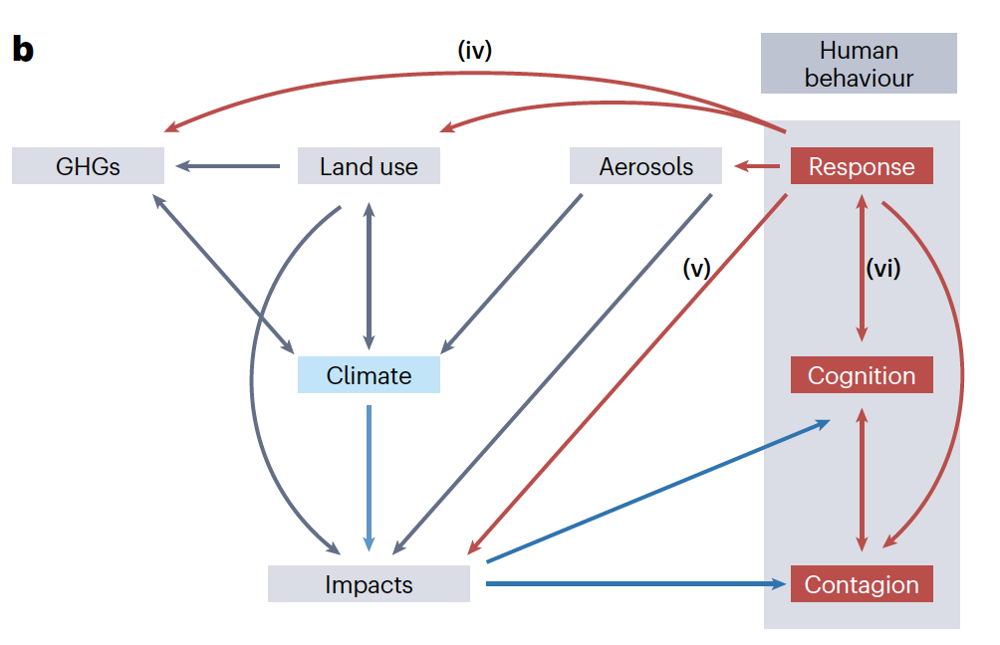 b
(iv)
Human
behaviour
GHGs
Land use
Aerosols
Response
(v)
(vi)
Climate
Cognition
Impacts
Contagion